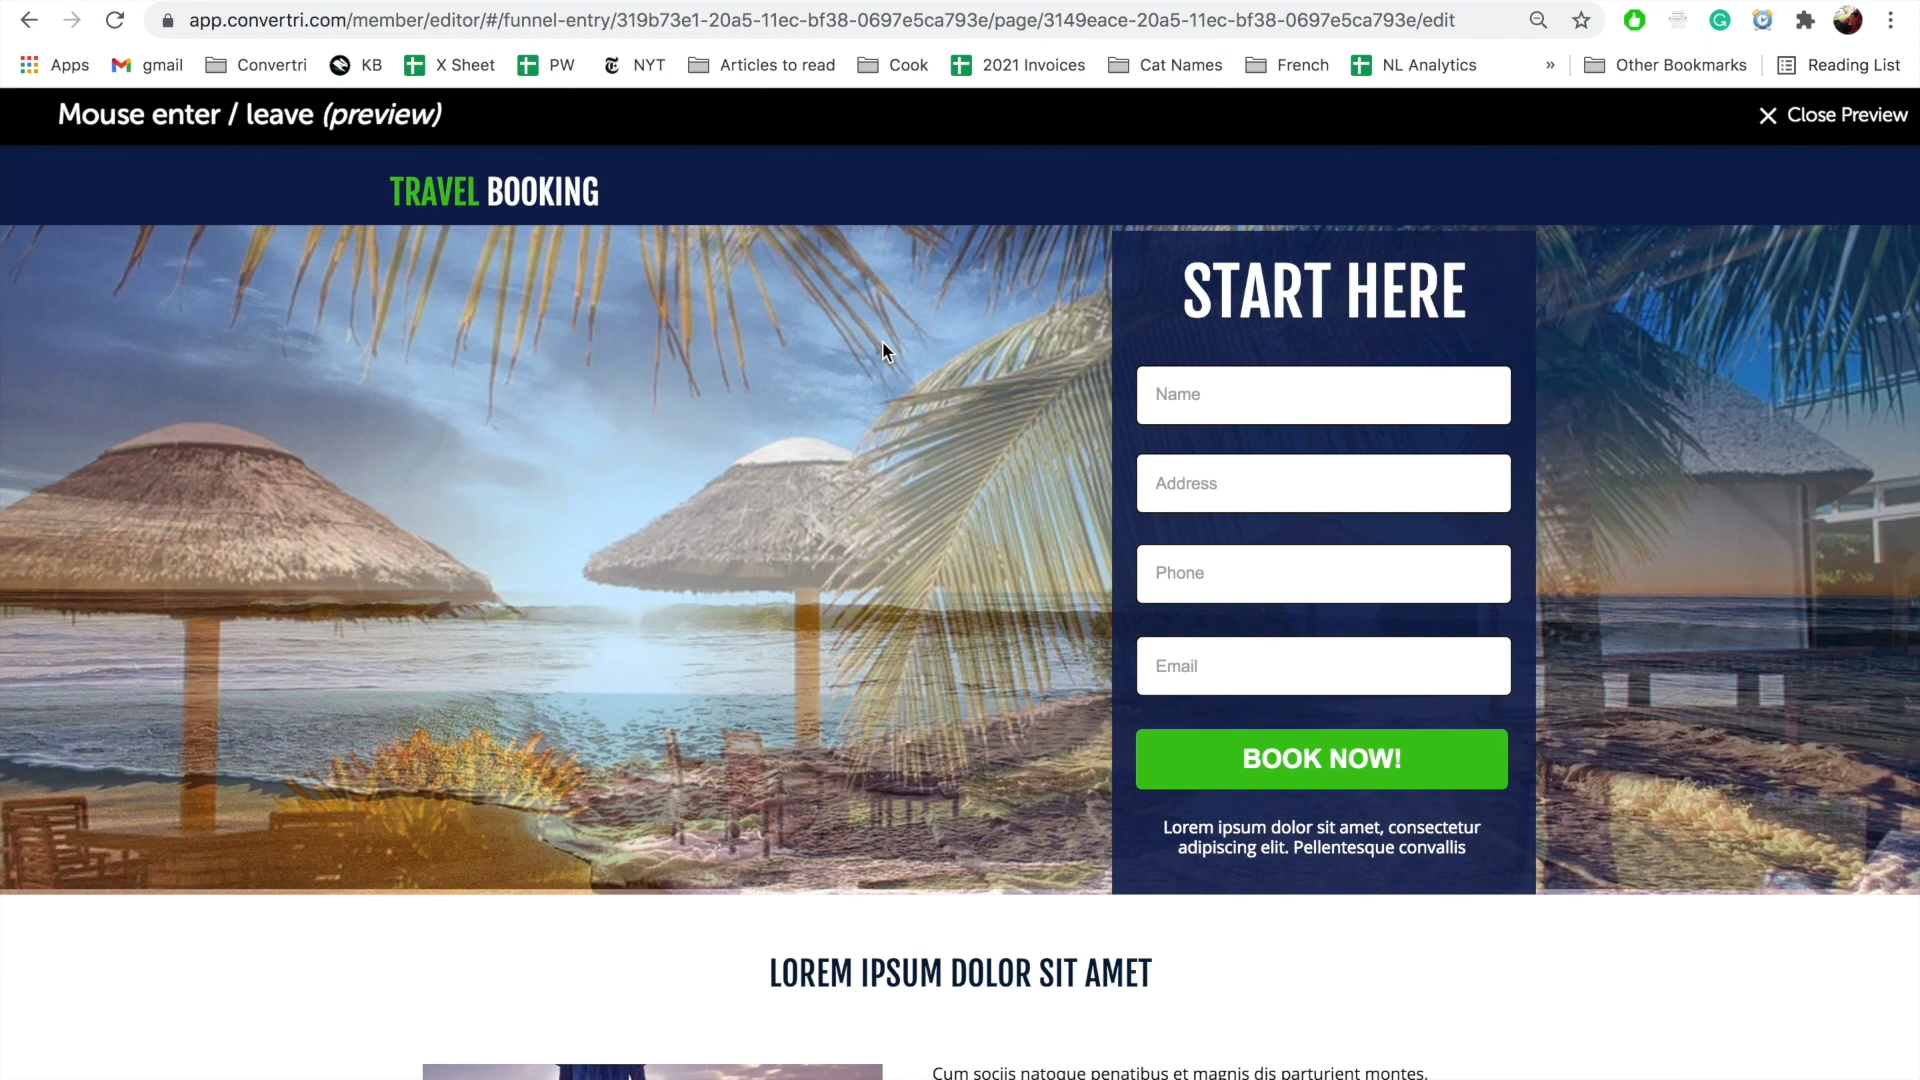 app.convertri.com/member/editor/#/funnel-entry/319b73e1-20a5-11ec-bf38-0697e5ca793e/page/3149eace-20a5-11ec-bf38-0697e5ca793e/edit
Apps gmail Convertri KB X Sheet PW NYT Articles to read Cook 2021 Invoices Cat Names French NL Analytics » Other Bookmarks Reading List
Mouse enter / leave (preview)
Close Preview
TRAVEL BOOKING
START HERE
Name
Address
Phone
Email
BOOK NOW!
Lorem ipsum dolor sit amet, consectetur
adipiscing elit. Pellentesque convallis
LOREM IPSUM DOLOR SIT AMET
Cum sociis natoque penatibus et magnis dis parturient montes,